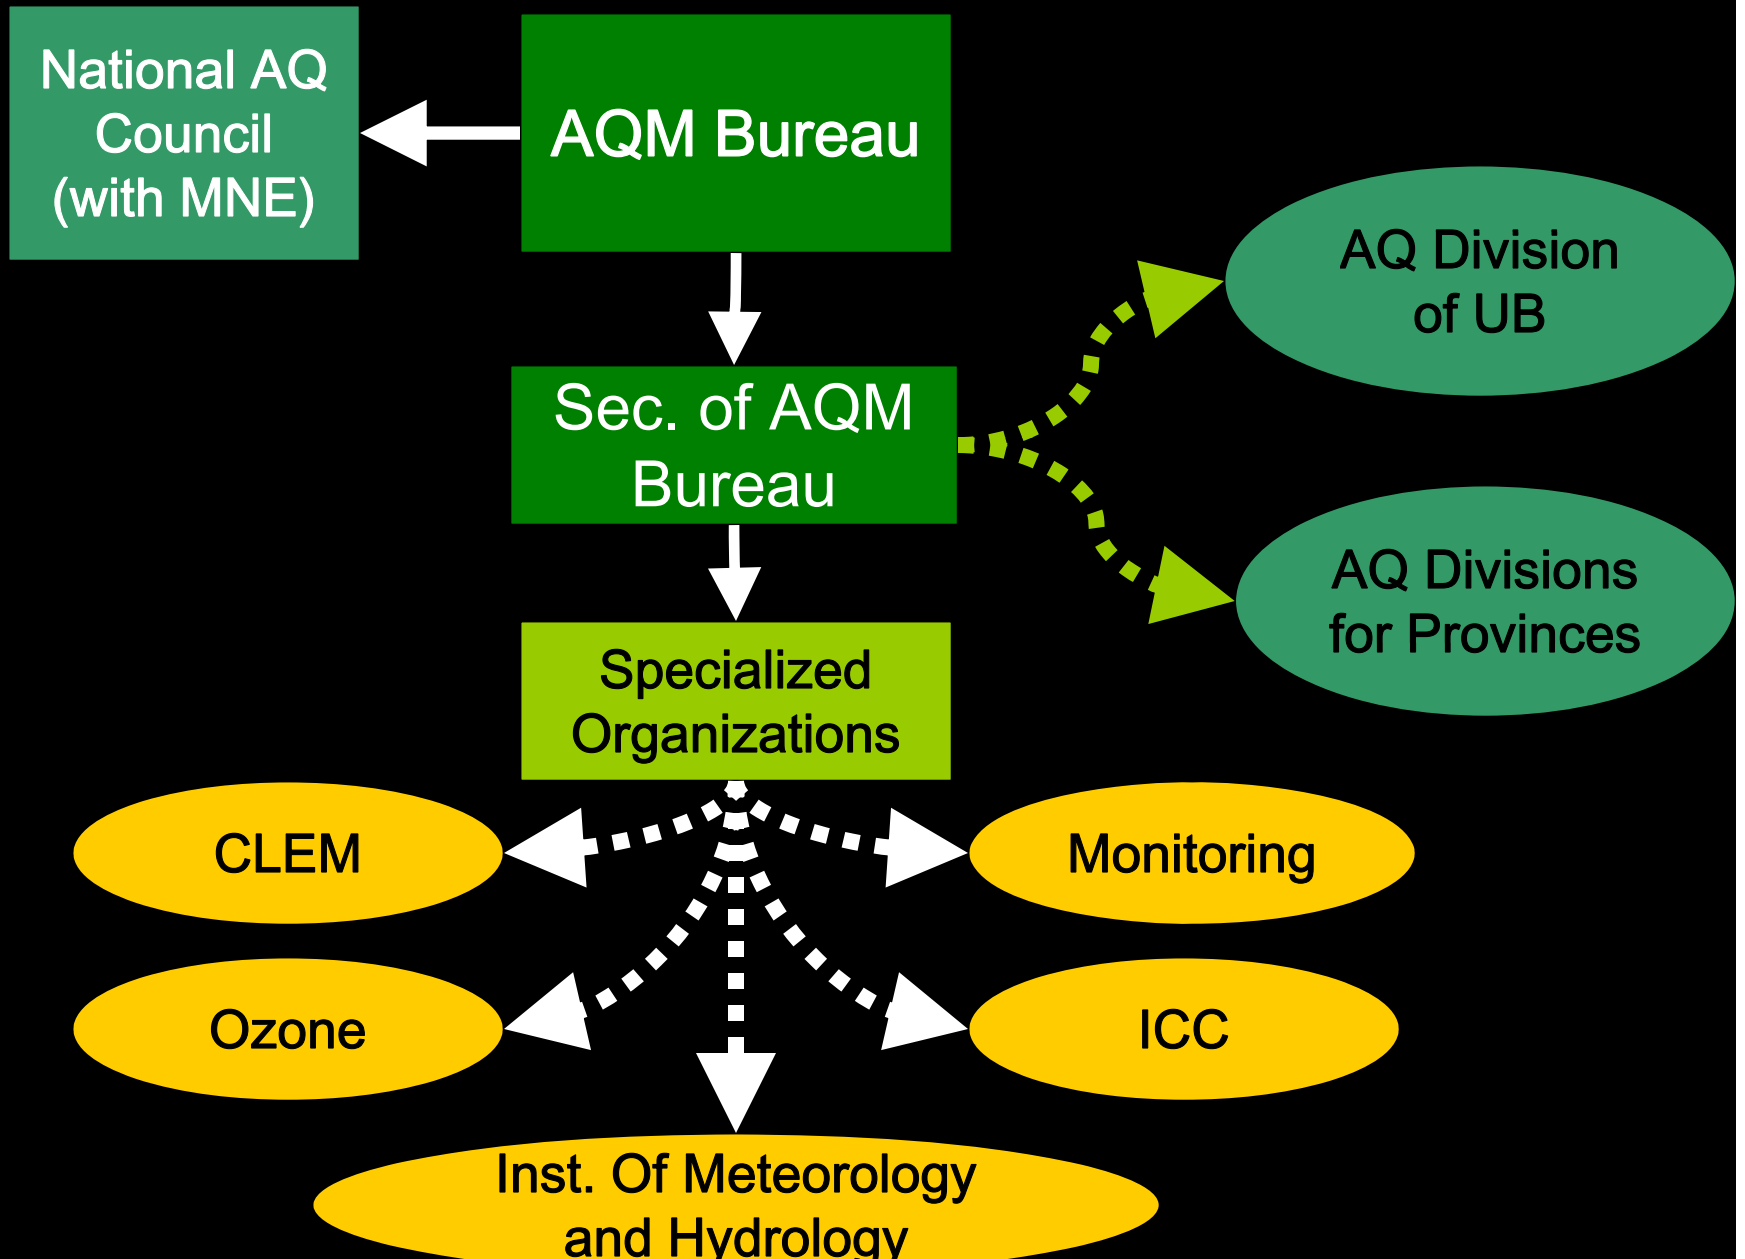 National AQ
Council
(with MNE)
AQM Bureau
AQ Division
of UB
Sec. of AQM
Bureau
AQ Divisions
for Provinces
Specialized
Organizations
CLEM
Monitoring
Ozone
ICC
Inst. Of Meteorology
and Hydrology